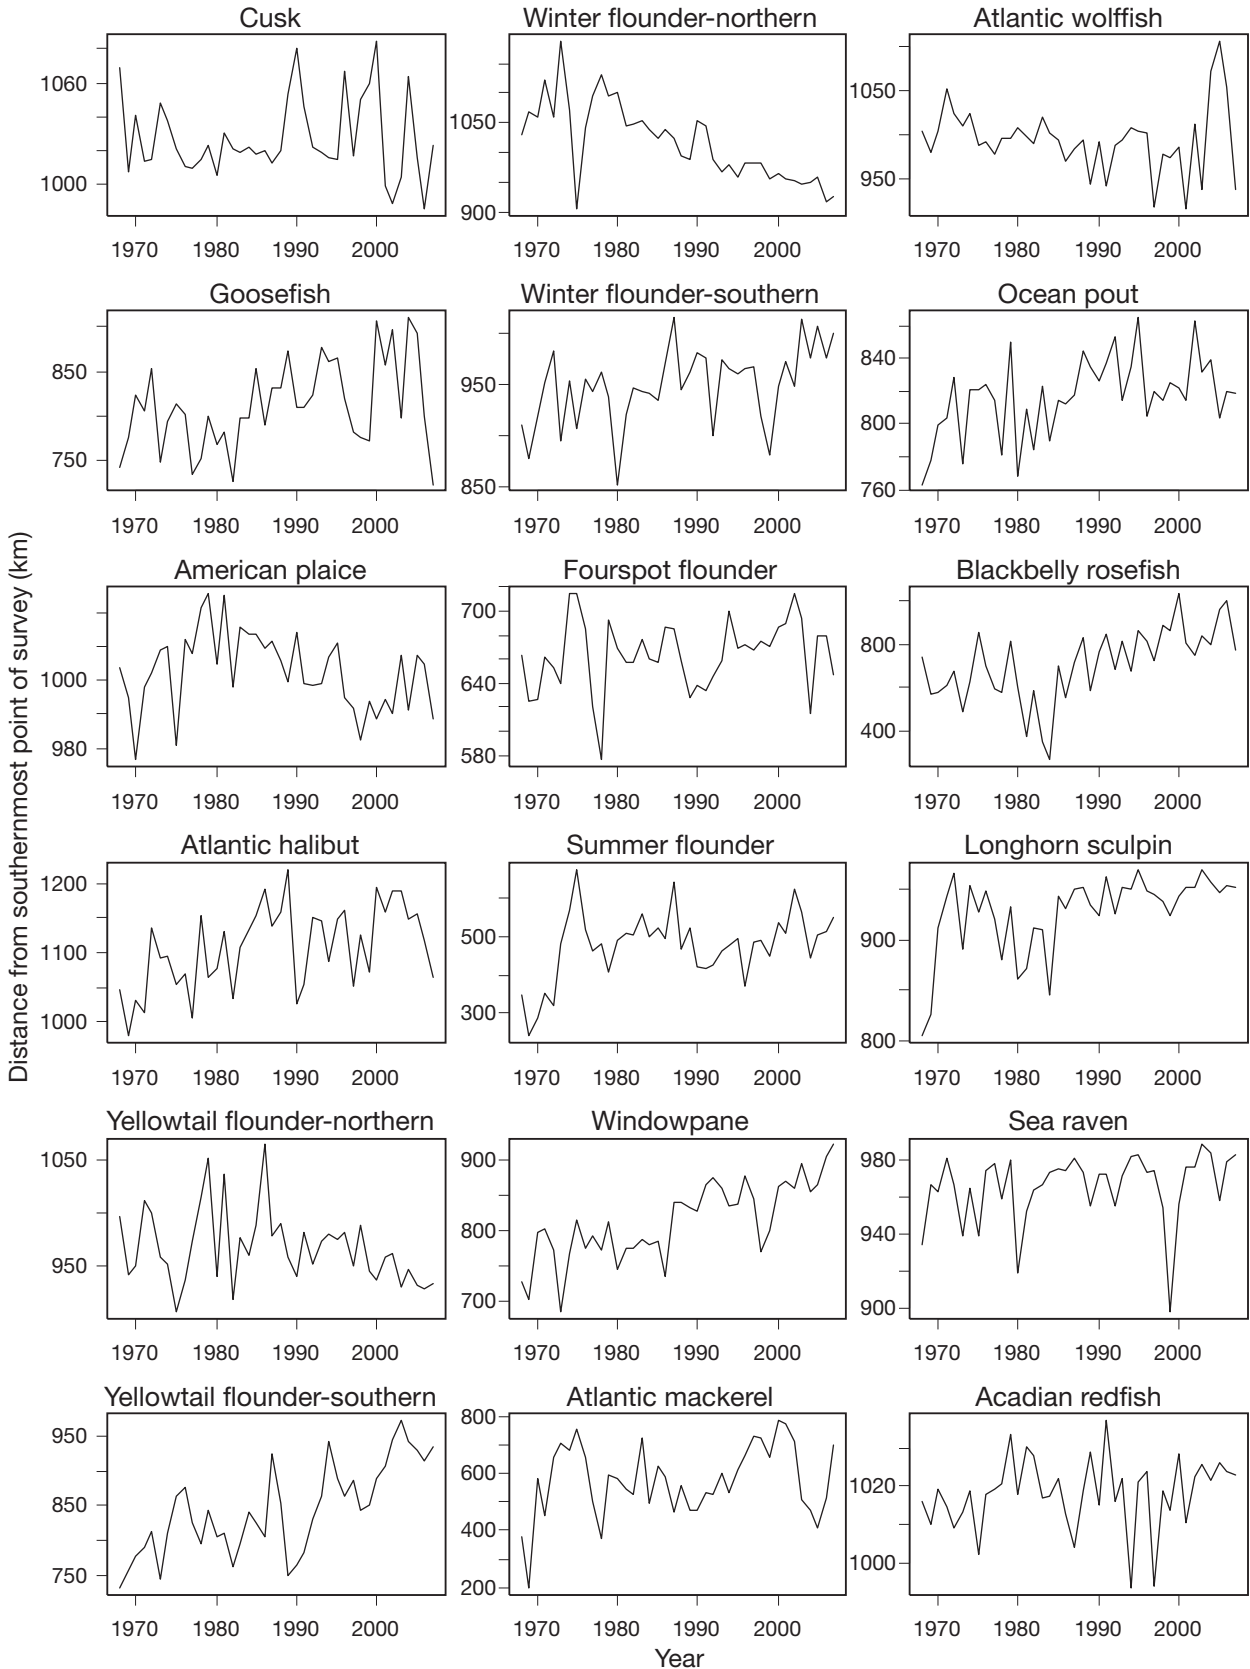 Cusk
Winter flounder-northern
Atlantic wolffish
1060
1000
1050
900
1050
950
1970 1980 1990 2000
1970 1980 1990 2000
1970 1980 1990 2000
Goosefish
Winter flounder-southern
Ocean pout
850
750
950
850
840
800
760
1970 1980 1990 2000
1970 1980 1990 2000
1970 1980 1990 2000
Distance from southernmost point of survey (km)
American plaice
Fourspot flounder
Blackbelly rosefish
1000
980
700
640
580
800
400
1970 1980 1990 2000
1970 1980 1990 2000
1970 1980 1990 2000
Atlantic halibut
Summer flounder
Longhorn sculpin
1200
1100
1000
500
300
900
800
1970 1980 1990 2000
1970 1980 1990 2000
1970 1980 1990 2000
Yellowtail flounder-northern
Windowpane
Sea raven
1050
950
900
800
700
980
940
900
1970 1980 1990 2000
1970 1980 1990 2000
1970 1980 1990 2000
Yellowtail flounder-southern
Atlantic mackerel
Acadian redfish
950
850
750
800
600
400
200
1020
1000
1970 1980 1990 2000
1970 1980 1990 2000
1970 1980 1990 2000
Year